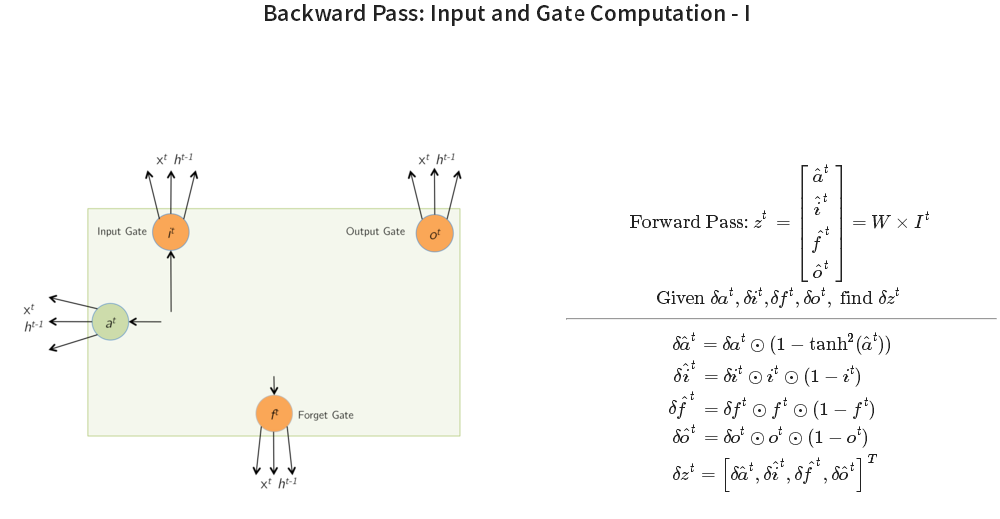 Backward Pass: Input and Gate Computation - I
xᵗ hᵗ⁻¹
xᵗ hᵗ⁻¹
Input Gate iᵗ
Output Gate oᵗ
xᵗ
hᵗ⁻¹
aᵗ
fᵗ Forget Gate
xᵗ hᵗ⁻¹
Forward Pass: zᵗ = [âᵗ îᵗ f̂ᵗ ôᵗ] = W × Iᵗ
Given δaᵗ, δiᵗ, δfᵗ, δoᵗ, find δzᵗ
δâᵗ = δaᵗ ⊙ (1 − tanh²(âᵗ))
δîᵗ = δiᵗ ⊙ iᵗ ⊙ (1 − iᵗ)
δf̂ᵗ = δfᵗ ⊙ fᵗ ⊙ (1 − fᵗ)
δôᵗ = δoᵗ ⊙ oᵗ ⊙ (1 − oᵗ)
δzᵗ = [δâᵗ, δîᵗ, δf̂ᵗ, δôᵗ]ᵀ